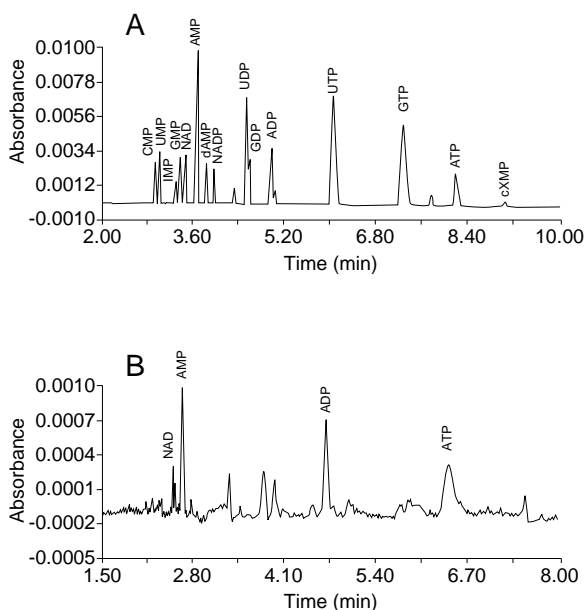 A
AMP
Absorbance
0.0100
0.0078
0.0056
0.0034
0.0012
-0.0010
CMP
UMP
IMP
GMP
NAD
dAMP
NADP
UDP
GDP
ADP
UTP
GTP
ATP
cXMP
2.00 3.60 5.20 6.80 8.40 10.00
Time (min)
B
Absorbance
0.0010
0.0007
0.0004
0.0001
-0.0002
-0.0005
NAD
AMP
ADP
ATP
1.50 2.80 4.10 5.40 6.70 8.00
Time (min)